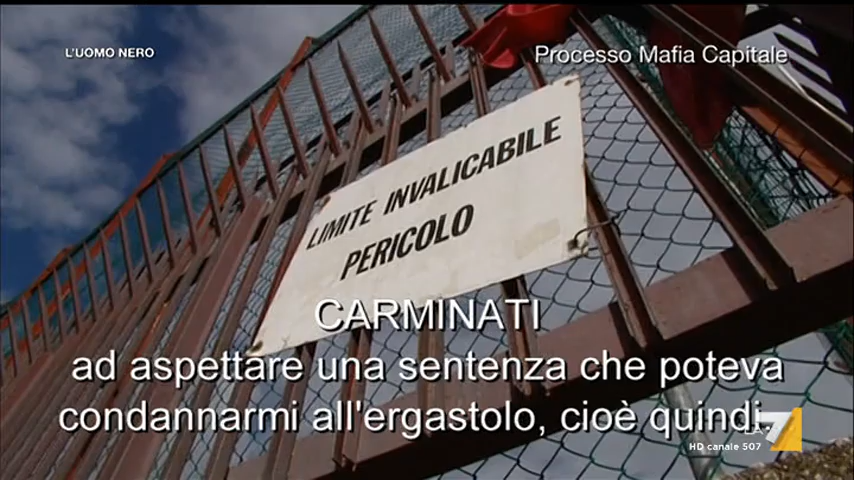 L'UOMO NERO
Processo Mafia Capitale
LIMITE INVALICABILE
PERICOLO
CARMINATI
ad aspettare una sentenza che poteva
condannarmi all'ergastolo, cioè quindi
LA7
HD canale 507